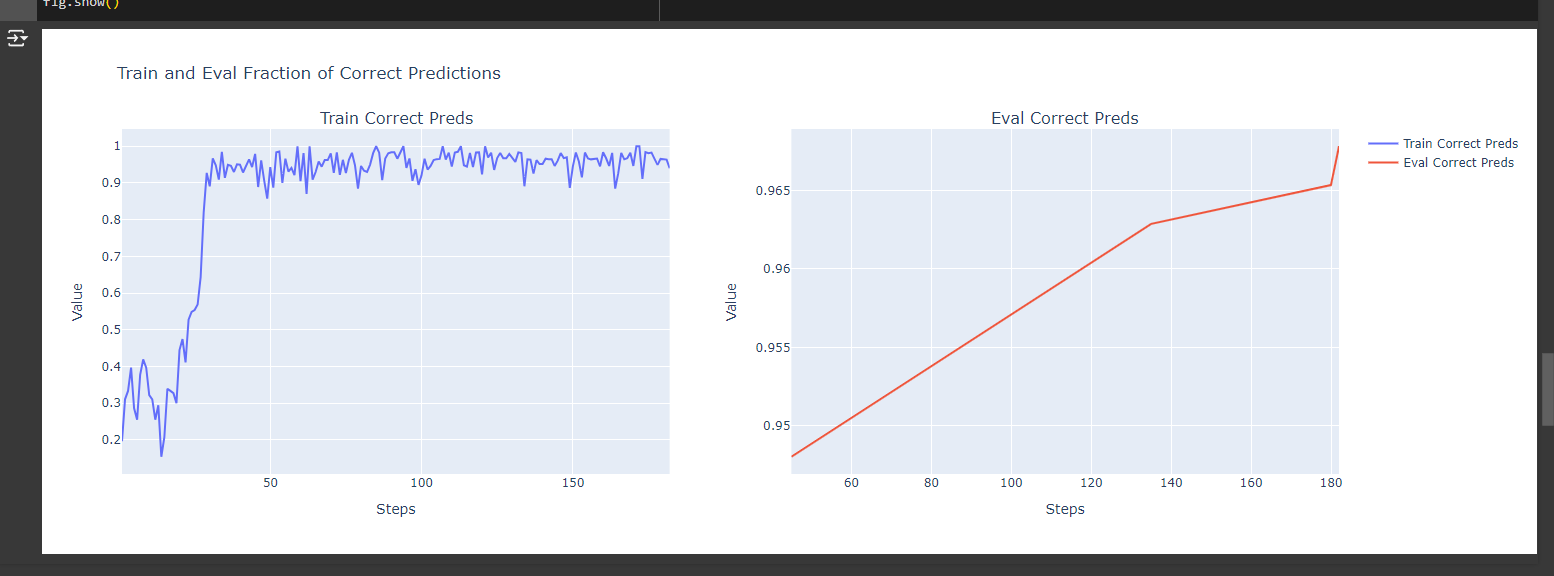 fig.show()
Train and Eval Fraction of Correct Predictions
Train Correct Preds
Eval Correct Preds
Train Correct Preds
Eval Correct Preds
1
0.9
0.8
0.7
0.6
0.5
0.4
0.3
0.2
Value
50
100
150
Steps
0.965
0.96
0.955
0.95
Value
60
80
100
120
140
160
180
Steps